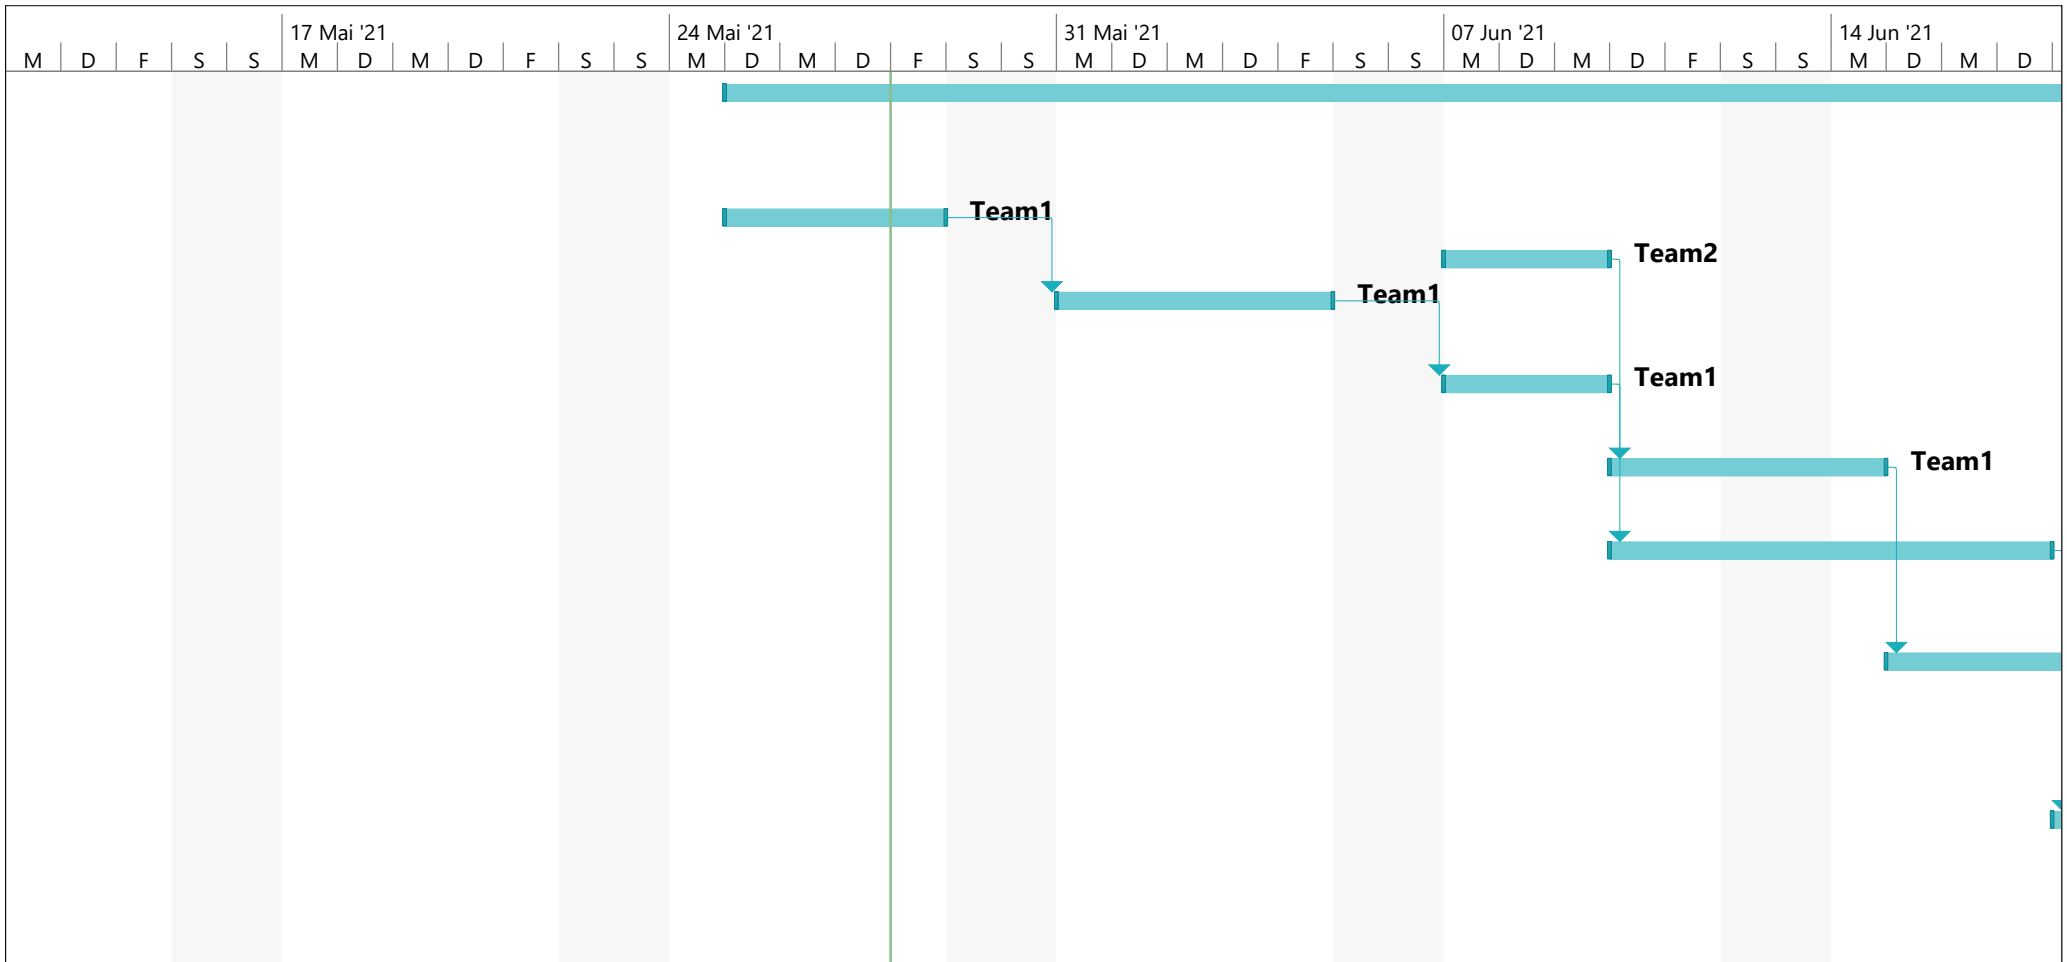 17 Mai '21 24 Mai '21 31 Mai '21 07 Jun '21 14 Jun '21
M D F S S M D M D F S S M D M D F S S M D M D F S S M D M D F S S M D M D
Team1
Team2
Team1
Team1
Team1